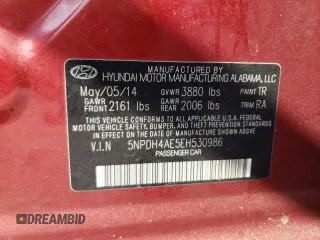 MANUFACTURED BY
HYUNDAI MOTOR MANUFACTURING ALABAMA, LLC
May/05/14 GVWR 3880 lbs PAINT TR
GAWR FRONT 2161 lbs GAWR REAR 2006 lbs TRIM RA
THIS VEHICLE CONFORMS TO ALL APPLICABLE
FEDERAL MOTOR VEHICLE SAFETY, BUMPER, AND
THEFT PREVENTION STANDARDS IN
EFFECT ON THE DATE OF MANUFACTURE
SHOWN ABOVE.
V.I.N 5NPDH4AE5EH530986
PASSENGER CAR
DREAMBID